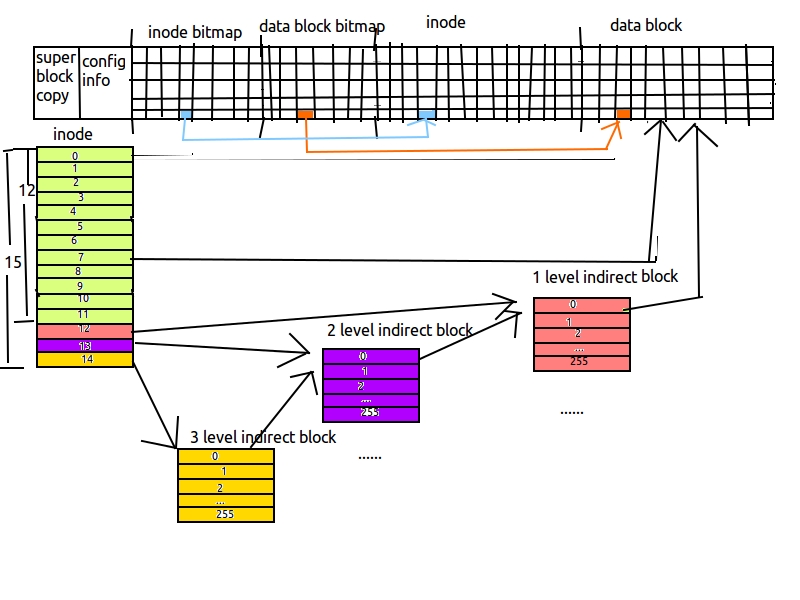 inode bitmap
data block bitmap
inode
data block
super
block
copy
config
info
inode
0
1
2
3
4
5
6
7
8
9
10
11
12
13
14
12
15
1 level indirect block
0
1
2
...
255
......
2 level indirect block
0
1
2
...
255
......
3 level indirect block
0
1
2
...
255